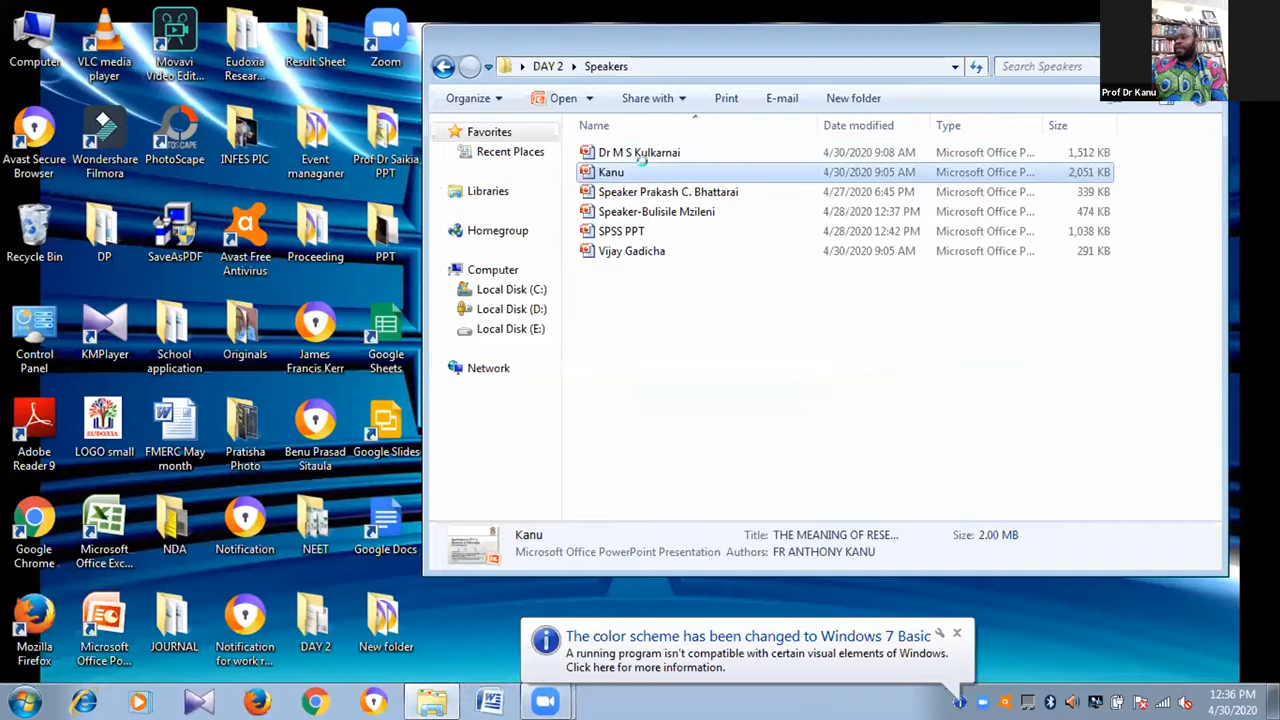 Computer
VLC media
player
Movavi
Video Edit...
Eudoxia
Resear...
Result Sheet
Zoom
Avast Secure
Browser
Wondershare
Filmora
PhotoScape
INFES PIC
Event
managaner
Prof Dr Saikia
PPT
Recycle Bin
DP
SaveAsPDF
Avast Free
Antivirus
Proceeding
PPT
Control
Panel
KMPlayer
School
application
Originals
James
Francis Kerr
Google
Sheets
Adobe
Reader 9
EUDOXIA
LOGO small
FMERC May
month
Pratisha
Photo
Benu Prasad
Sitaula
Google Slides
Google
Chrome
Microsoft
Office Exc...
NDA
Notification
NEET
Google Docs
Mozilla
Firefox
Microsoft
Office Po...
JOURNAL
Notification
for work r...
DAY 2
New folder
DAY 2
Speakers
Search Speakers
Prof Dr Kanu
Organize
Open
Share with
Print
E-mail
New folder
Favorites
Recent Places
Libraries
Homegroup
Computer
Local Disk (C:)
Local Disk (D:)
Local Disk (E:)
Network
Name Date modified Type Size
Dr M S Kulkarnai 4/30/2020 9:08 AM Microsoft Office P... 1,512 KB
Kanu 4/30/2020 9:05 AM Microsoft Office P... 2,051 KB
Speaker Prakash C. Bhattarai 4/27/2020 6:45 PM Microsoft Office P... 339 KB
Speaker-Bulisile Mzileni 4/28/2020 12:37 PM Microsoft Office P... 474 KB
SPSS PPT 4/28/2020 12:42 PM Microsoft Office P... 1,038 KB
Vijay Gadicha 4/30/2020 9:05 AM Microsoft Office P... 291 KB
Kanu Title: THE MEANING OF RESE... Size: 2.00 MB
Microsoft Office PowerPoint Presentation Authors: FR ANTHONY KANU
The color scheme has been changed to Windows 7 Basic
A running program isn't compatible with certain visual elements of Windows.
Click here for more information.
12:36 PM
4/30/2020